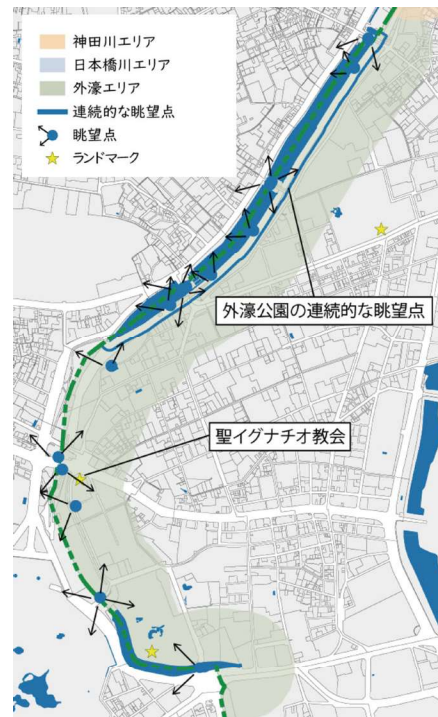 神田川エリア
日本橋川エリア
外濠エリア
連続的な眺望点
眺望点
ランドマーク
外濠公園の連続的な眺望点
聖イグナチオ教会